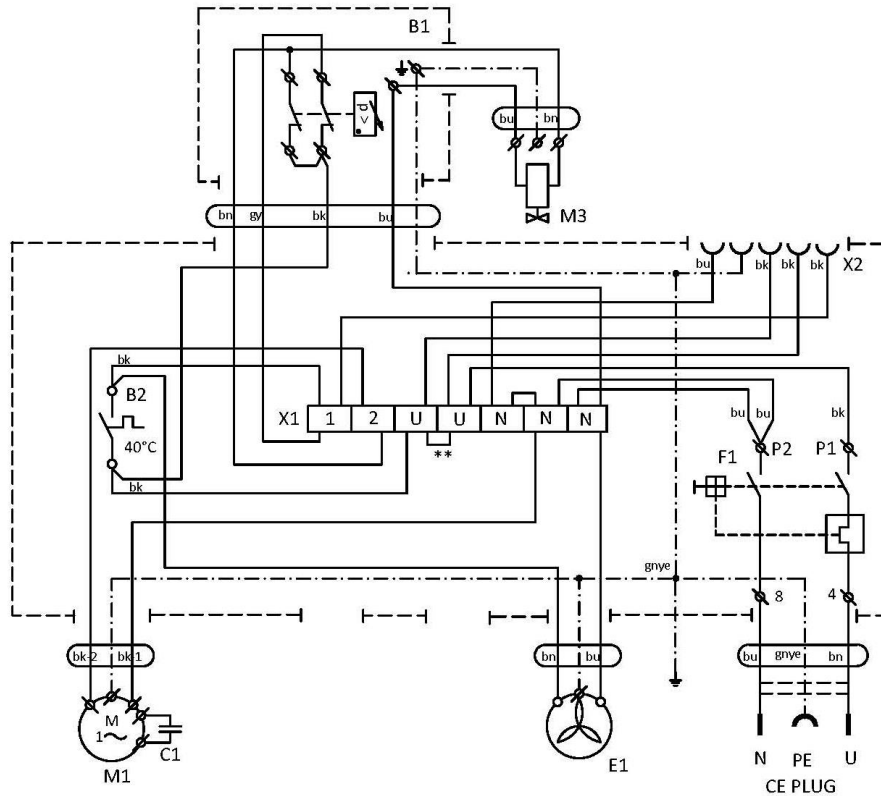 B1
< p
bu bn
M3
bn gy bk bu
bu bk bk bk X2
bk
B2
40°C
X1 1 2 U U N N N
**
bk
bu bu bk
F1 P2 P1
gnye
8 4
bk-2 bk-1
bn bu
bu gnye bn
M
1~
C1
M1
E1
N PE U
CE PLUG